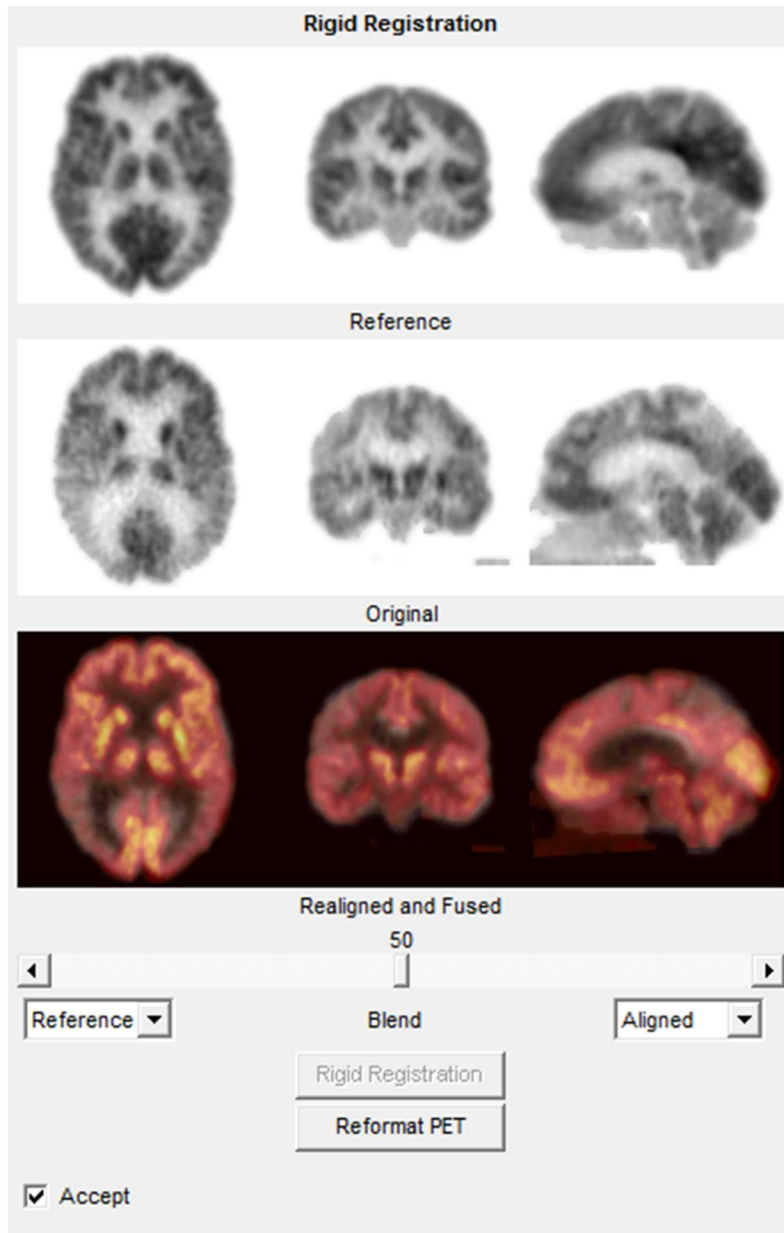 Rigid Registration
Reference
Original
Realigned and Fused
50
Reference Blend Aligned
Rigid Registration
Reformat PET
Accept